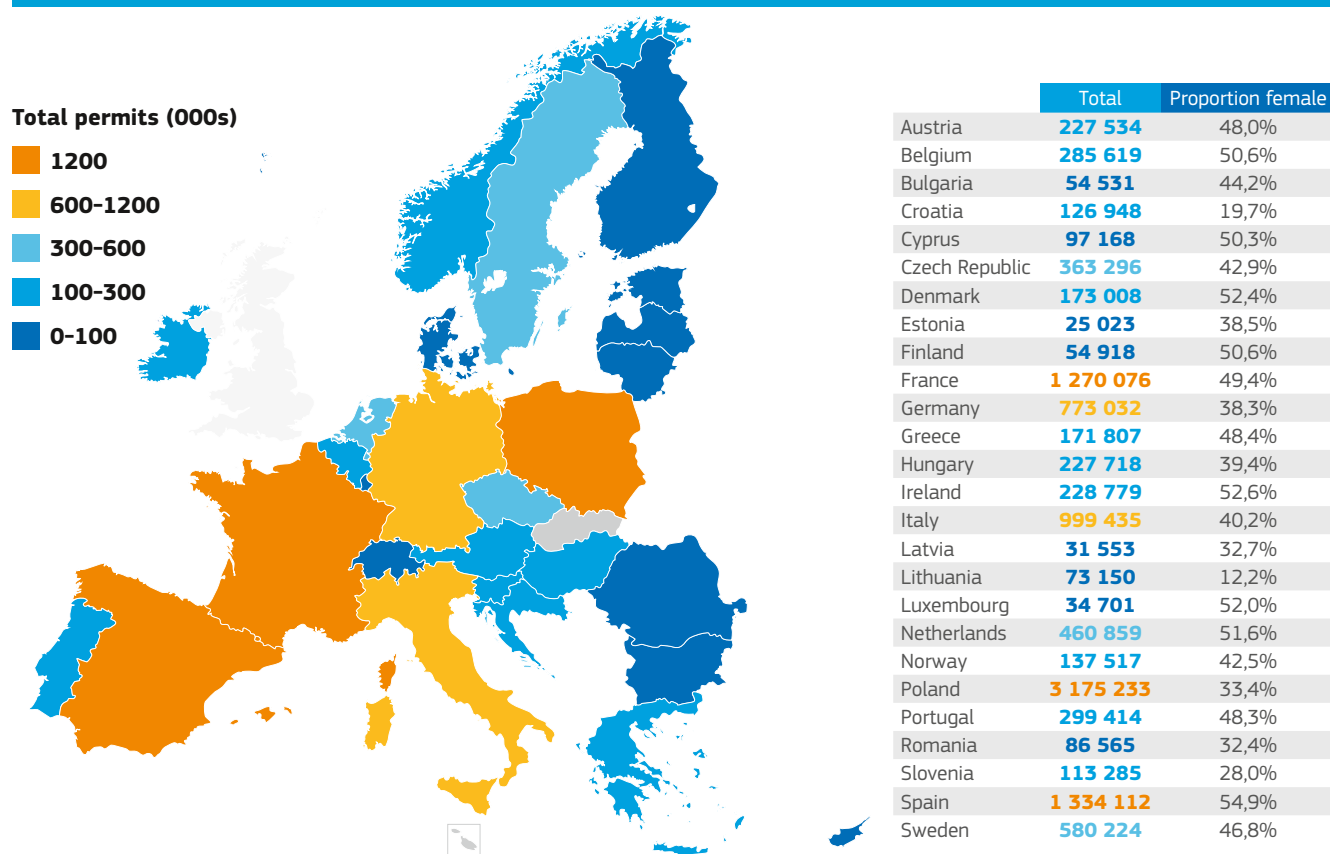 Total permits (000s)
1200
600-1200
300-600
100-300
0-100
Total Proportion female
Austria 227 534 48,0%
Belgium 285 619 50,6%
Bulgaria 54 531 44,2%
Croatia 126 948 19,7%
Cyprus 97 168 50,3%
Czech Republic 363 296 42,9%
Denmark 173 008 52,4%
Estonia 25 023 38,5%
Finland 54 918 50,6%
France 1 270 076 49,4%
Germany 773 032 38,3%
Greece 171 807 48,4%
Hungary 227 718 39,4%
Ireland 228 779 52,6%
Italy 999 435 40,2%
Latvia 31 553 32,7%
Lithuania 73 150 12,2%
Luxembourg 34 701 52,0%
Netherlands 460 859 51,6%
Norway 137 517 42,5%
Poland 3 175 233 33,4%
Portugal 299 414 48,3%
Romania 86 565 32,4%
Slovenia 113 285 28,0%
Spain 1 334 112 54,9%
Sweden 580 224 46,8%